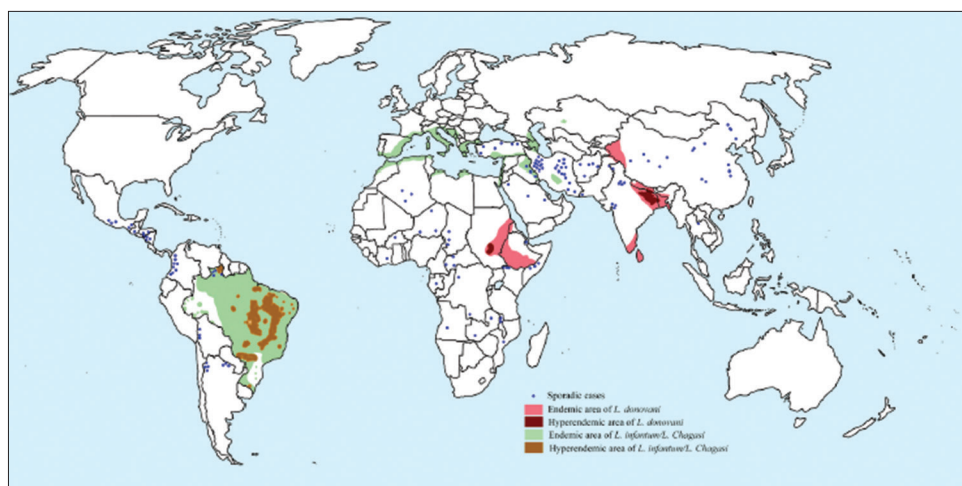 Sporadic cases
Endemic area of L. donovani
Hyperendemic area of L. donovani
Endemic area of L. infantum/L. Chagasi
Hyperendemic area of L. infantum/L. Chagasi